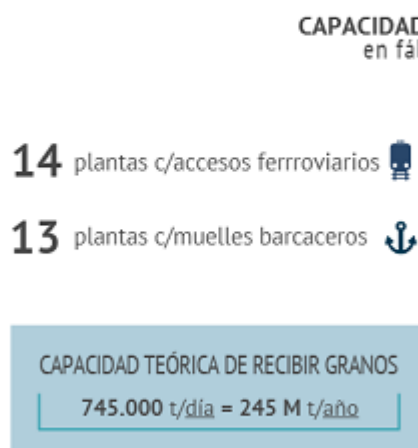 CAPACIDAD
en
14 plantas c/accesos ferrroviarios
13 plantas c/muelles barcaceros
CAPACIDAD TEÓRICA DE RECIBIR GRANOS
745.000 t/día = 245 M t/año